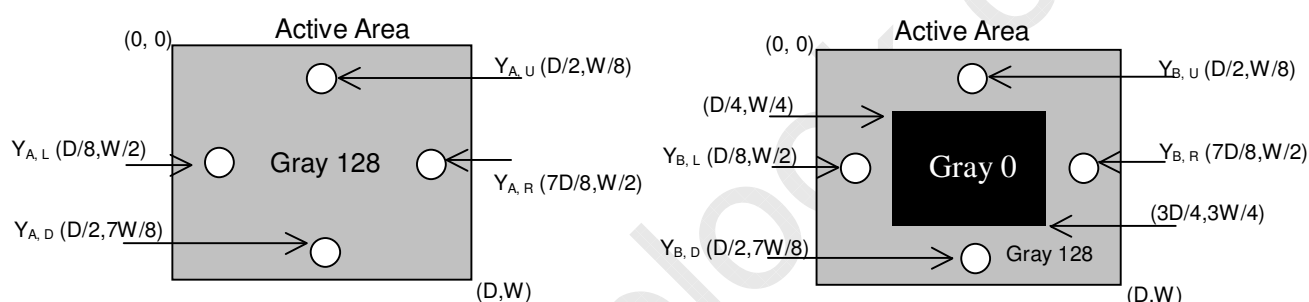 Active Area
(0, 0)
Y_A, U (D/2,W/8)
Y_A, L (D/8,W/2)
Gray 128
Y_A, R (7D/8,W/2)
Y_A, D (D/2,7W/8)
(D,W)
Active Area
(0, 0)
Y_B, U (D/2,W/8)
(D/4,W/4)
Y_B, L (D/8,W/2)
Gray 0
Y_B, R (7D/8,W/2)
(3D/4,3W/4)
Y_B, D (D/2,7W/8)
Gray 128
(D,W)